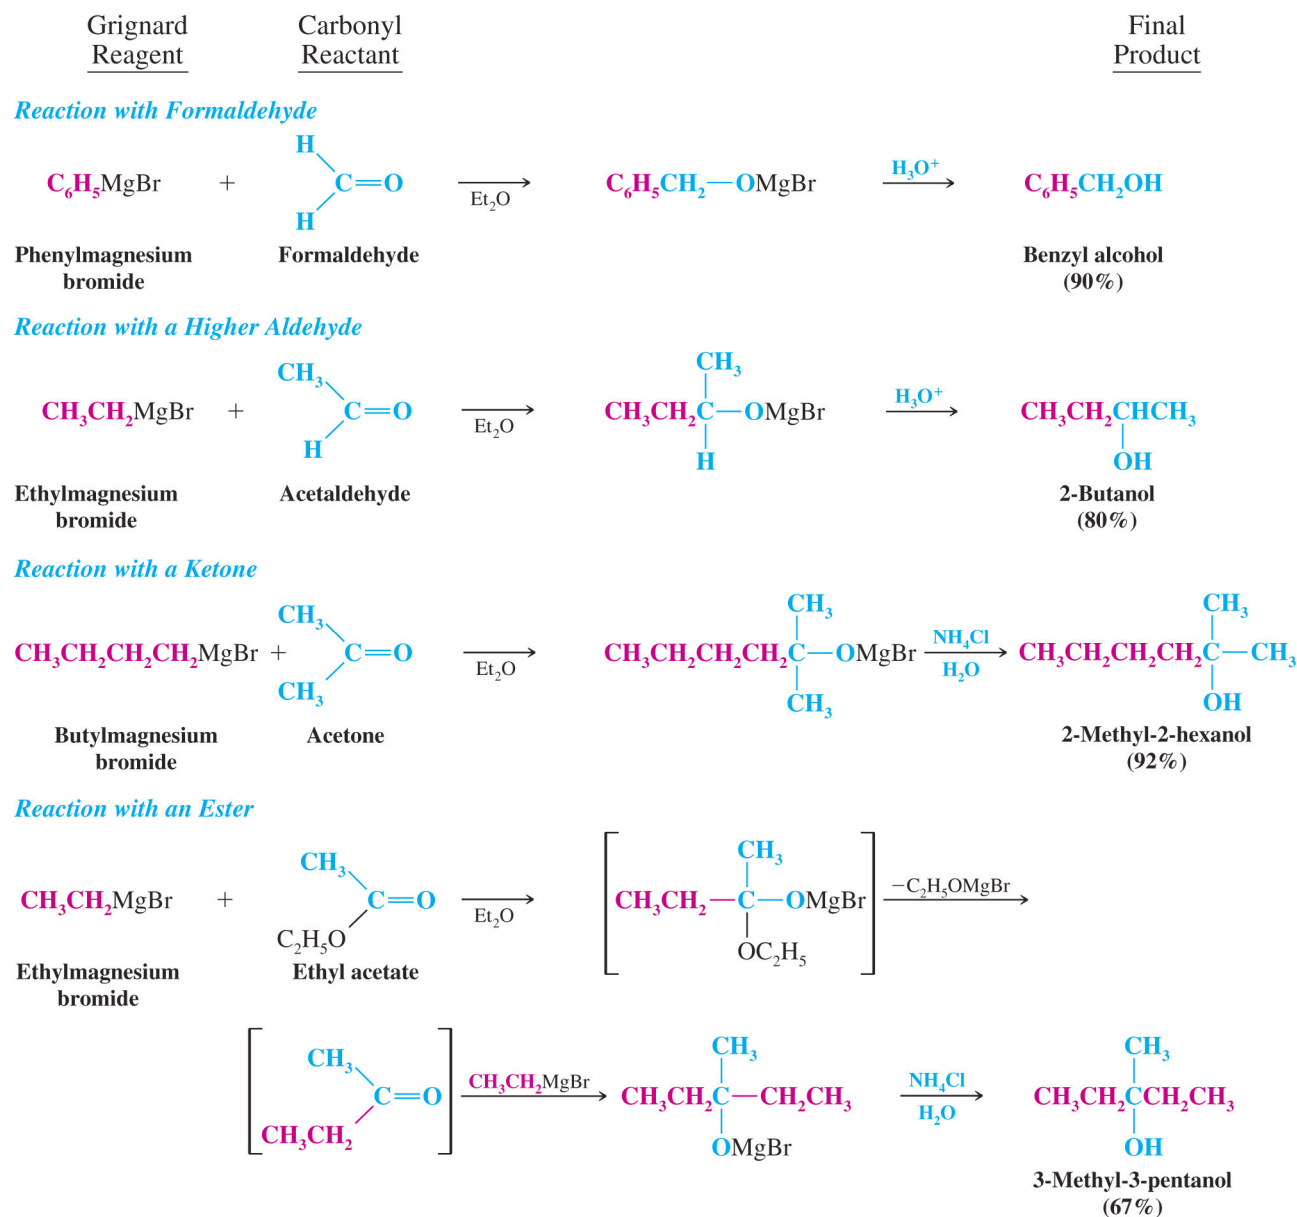 Grignard Reagent
Carbonyl Reactant
Final Product
Reaction with Formaldehyde
C₆H₅MgBr + H H C=O Et₂O C₆H₅CH₂—OMgBr H₃O⁺ C₆H₅CH₂OH
Phenylmagnesium bromide
Formaldehyde
Benzyl alcohol
(90%)
Reaction with a Higher Aldehyde
CH₃CH₂MgBr + CH₃ H C=O Et₂O CH₃ CH₃CH₂C—OMgBr H H₃O⁺ CH₃CH₂CHCH₃ OH
Ethylmagnesium bromide
Acetaldehyde
2-Butanol
(80%)
Reaction with a Ketone
CH₃CH₂CH₂CH₂MgBr + CH₃ CH₃ C=O Et₂O CH₃ CH₃CH₂CH₂CH₂C—OMgBr CH₃ NH₄Cl H₂O CH₃ CH₃CH₂CH₂CH₂C—CH₃ OH
Butylmagnesium bromide
Acetone
2-Methyl-2-hexanol
(92%)
Reaction with an Ester
CH₃CH₂MgBr + CH₃ C₂H₅O C=O Et₂O [ CH₃ CH₃CH₂—C—OMgBr OC₂H₅ ] −C₂H₅OMgBr
Ethylmagnesium bromide
Ethyl acetate
[ CH₃ CH₃CH₂ C=O ] CH₃CH₂MgBr CH₃ CH₃CH₂C—CH₂CH₃ OMgBr NH₄Cl H₂O CH₃ CH₃CH₂CCH₂CH₃ OH
3-Methyl-3-pentanol
(67%)